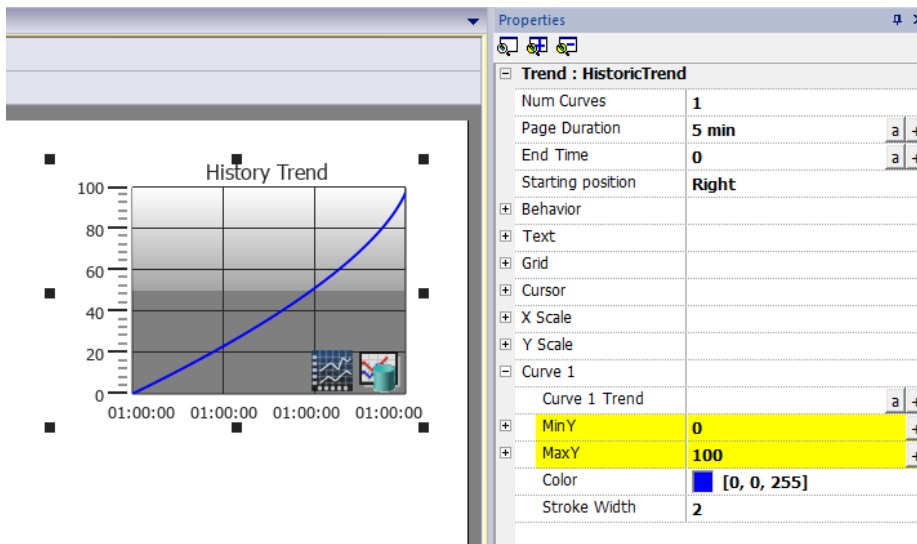 Properties
Trend : HistoricTrend
Num Curves 1
Page Duration 5 min a +
End Time 0 a +
Starting position Right
Behavior
Text
Grid
Cursor
X Scale
Y Scale
Curve 1
Curve 1 Trend a +
MinY 0 +
MaxY 100 +
Color [0, 0, 255]
Stroke Width 2
History Trend
100
80
60
40
20
0
01:00:00 01:00:00 01:00:00 01:00:00